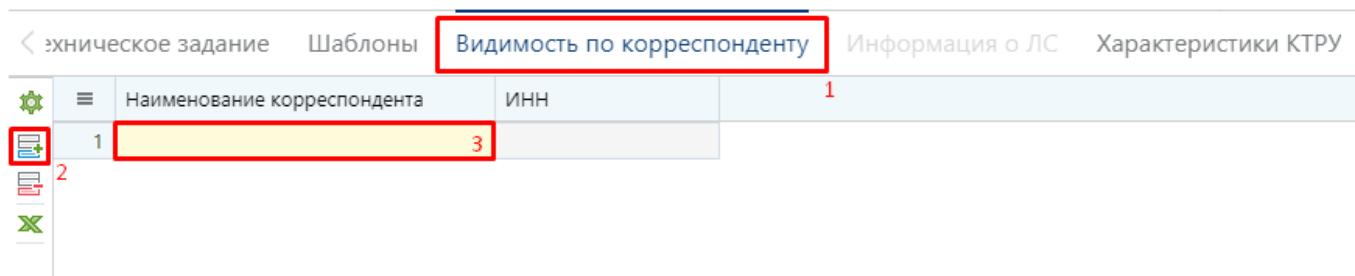 ехническое задание Шаблоны Видимость по корреспонденту Информация о ЛС Характеристики КТРУ
Наименование корреспондента ИНН 1
1 3
2